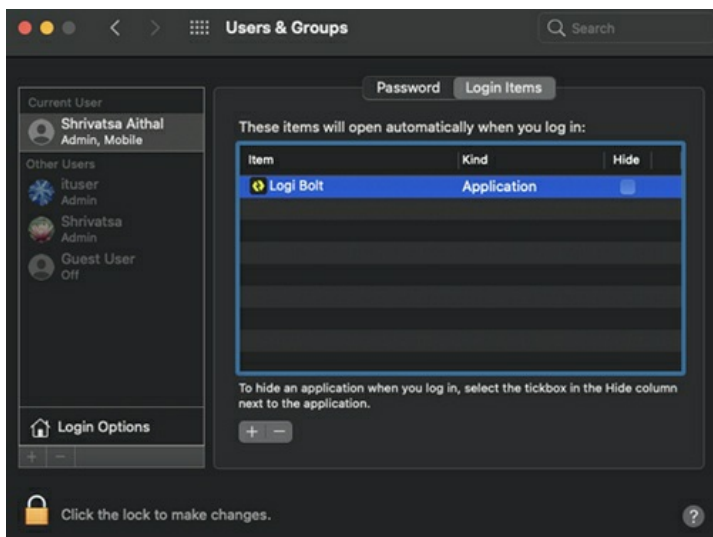 Users & Groups
Search
Password
Login Items
Current User
Shrivatsa Aithal
Admin, Mobile
Other Users
ituser
Admin
Shrivatsa
Admin
Guest User
Off
Login Options
+ −
These items will open automatically when you log in:
Item Kind Hide
Logi Bolt Application
To hide an application when you log in, select the tickbox in the Hide column
next to the application.
+ −
Click the lock to make changes.
?